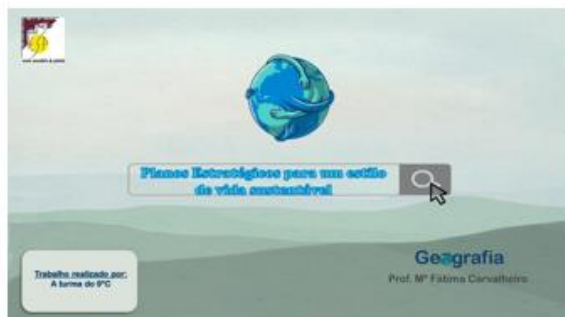 Planos Estratégicos para um estilo
de vida sustentável
Geografia
Prof. Mª Fátima Carvalheiro
Trabalho realizado por:
A turma do 9ºC